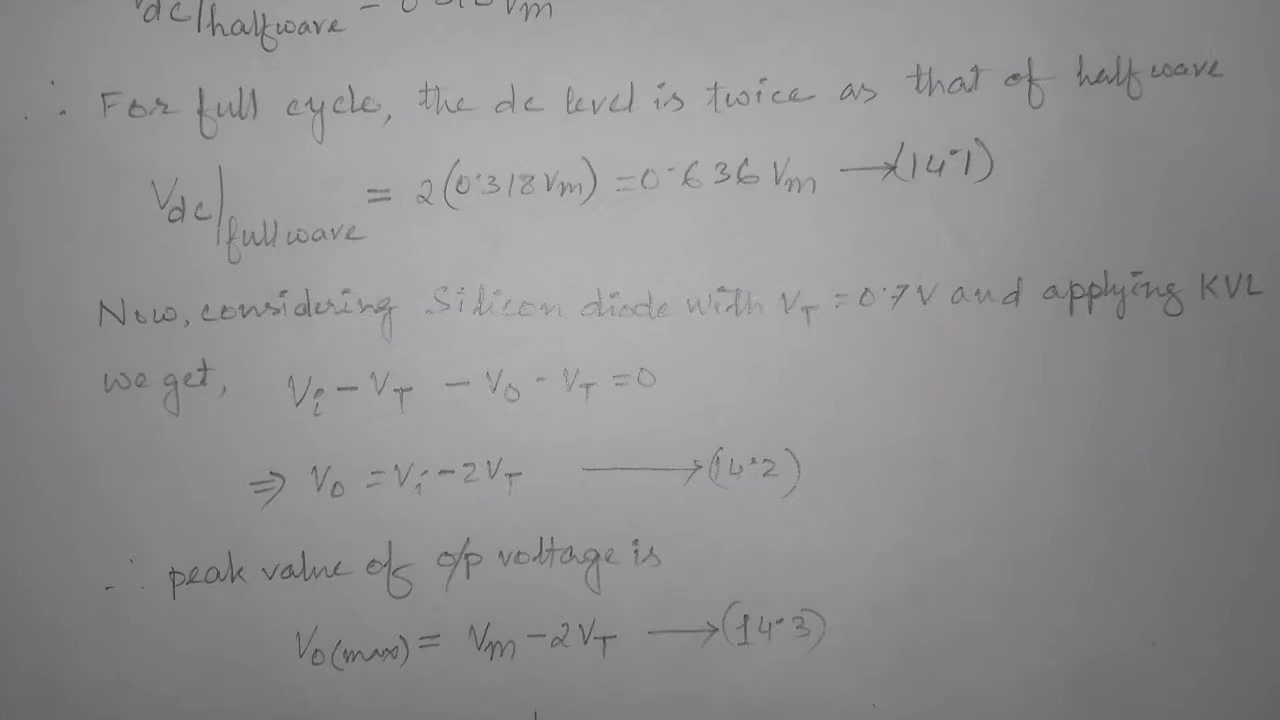 Vdc|halfwave = 0.318 Vm
∴ For full cycle, the dc level is twice as that of halfwave
Vdc|fullwave = 2(0.318 Vm) = 0.636 Vm → (14.1)
Now, considering Silicon diode with VT = 0.7V and applying KVL
we get, Vi - VT - VO - VT = 0
⇒ VO = Vi - 2VT → (14.2)
∴ peak value of o/p voltage is
VO(max) = Vm - 2VT → (14.3)